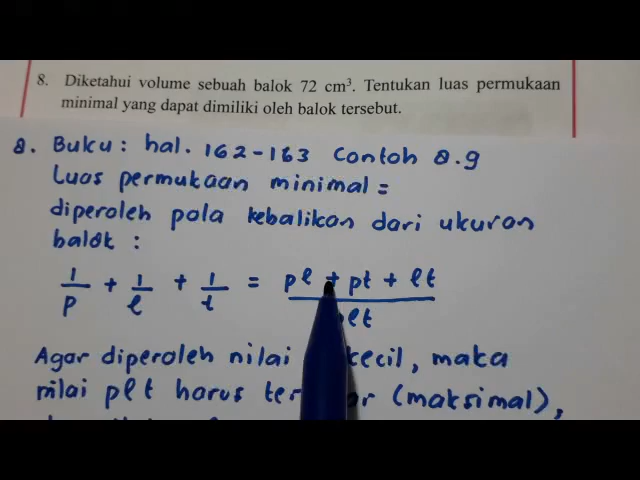 8. Diketahui volume sebuah balok 72 cm³. Tentukan luas permukaan
minimal yang dapat dimiliki oleh balok tersebut.
8. Buku : hal. 162-163 Contoh 8.9
Luas permukaan minimal =
diperoleh pola kebalikan dari ukuran
balok :
1/p + 1/l + 1/t = pl + pt + lt / lt
Agar diperoleh nilai kecil, maka
nilai plt harus (maksimal),